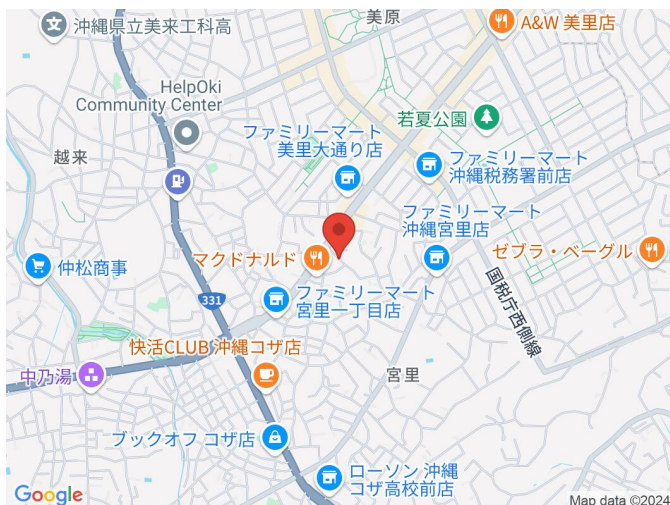 沖縄県立美来工科高
美原
A&W 美里店
HelpOki
Community Center
若夏公園
越来
ファミリーマート
美里大通り店
ファミリーマート
沖縄税務署前店
ファミリーマート
沖縄宮里店
マクドナルド
ゼブラ・ベーグル
仲松商事
国税庁西側線
331
ファミリーマート
宮里一丁目店
快活CLUB 沖縄コザ店
中乃湯
宮里
ブックオフ コザ店
ローソン 沖縄
コザ高校前店
Google
Map data ©2024